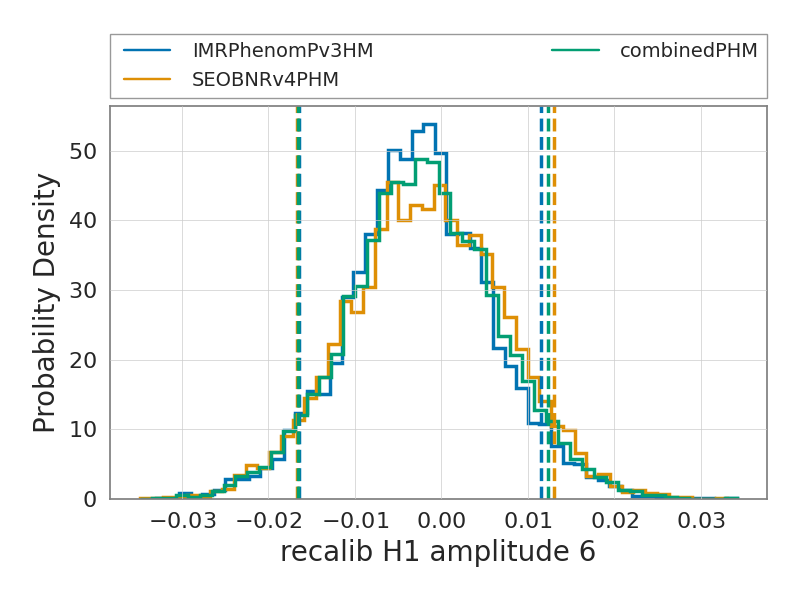 IMRPhenomPv3HM
SEOBNRv4PHM
combinedPHM
Probability Density
50
40
30
20
10
0
−0.03 −0.02 −0.01 0.00 0.01 0.02 0.03
recalib H1 amplitude 6